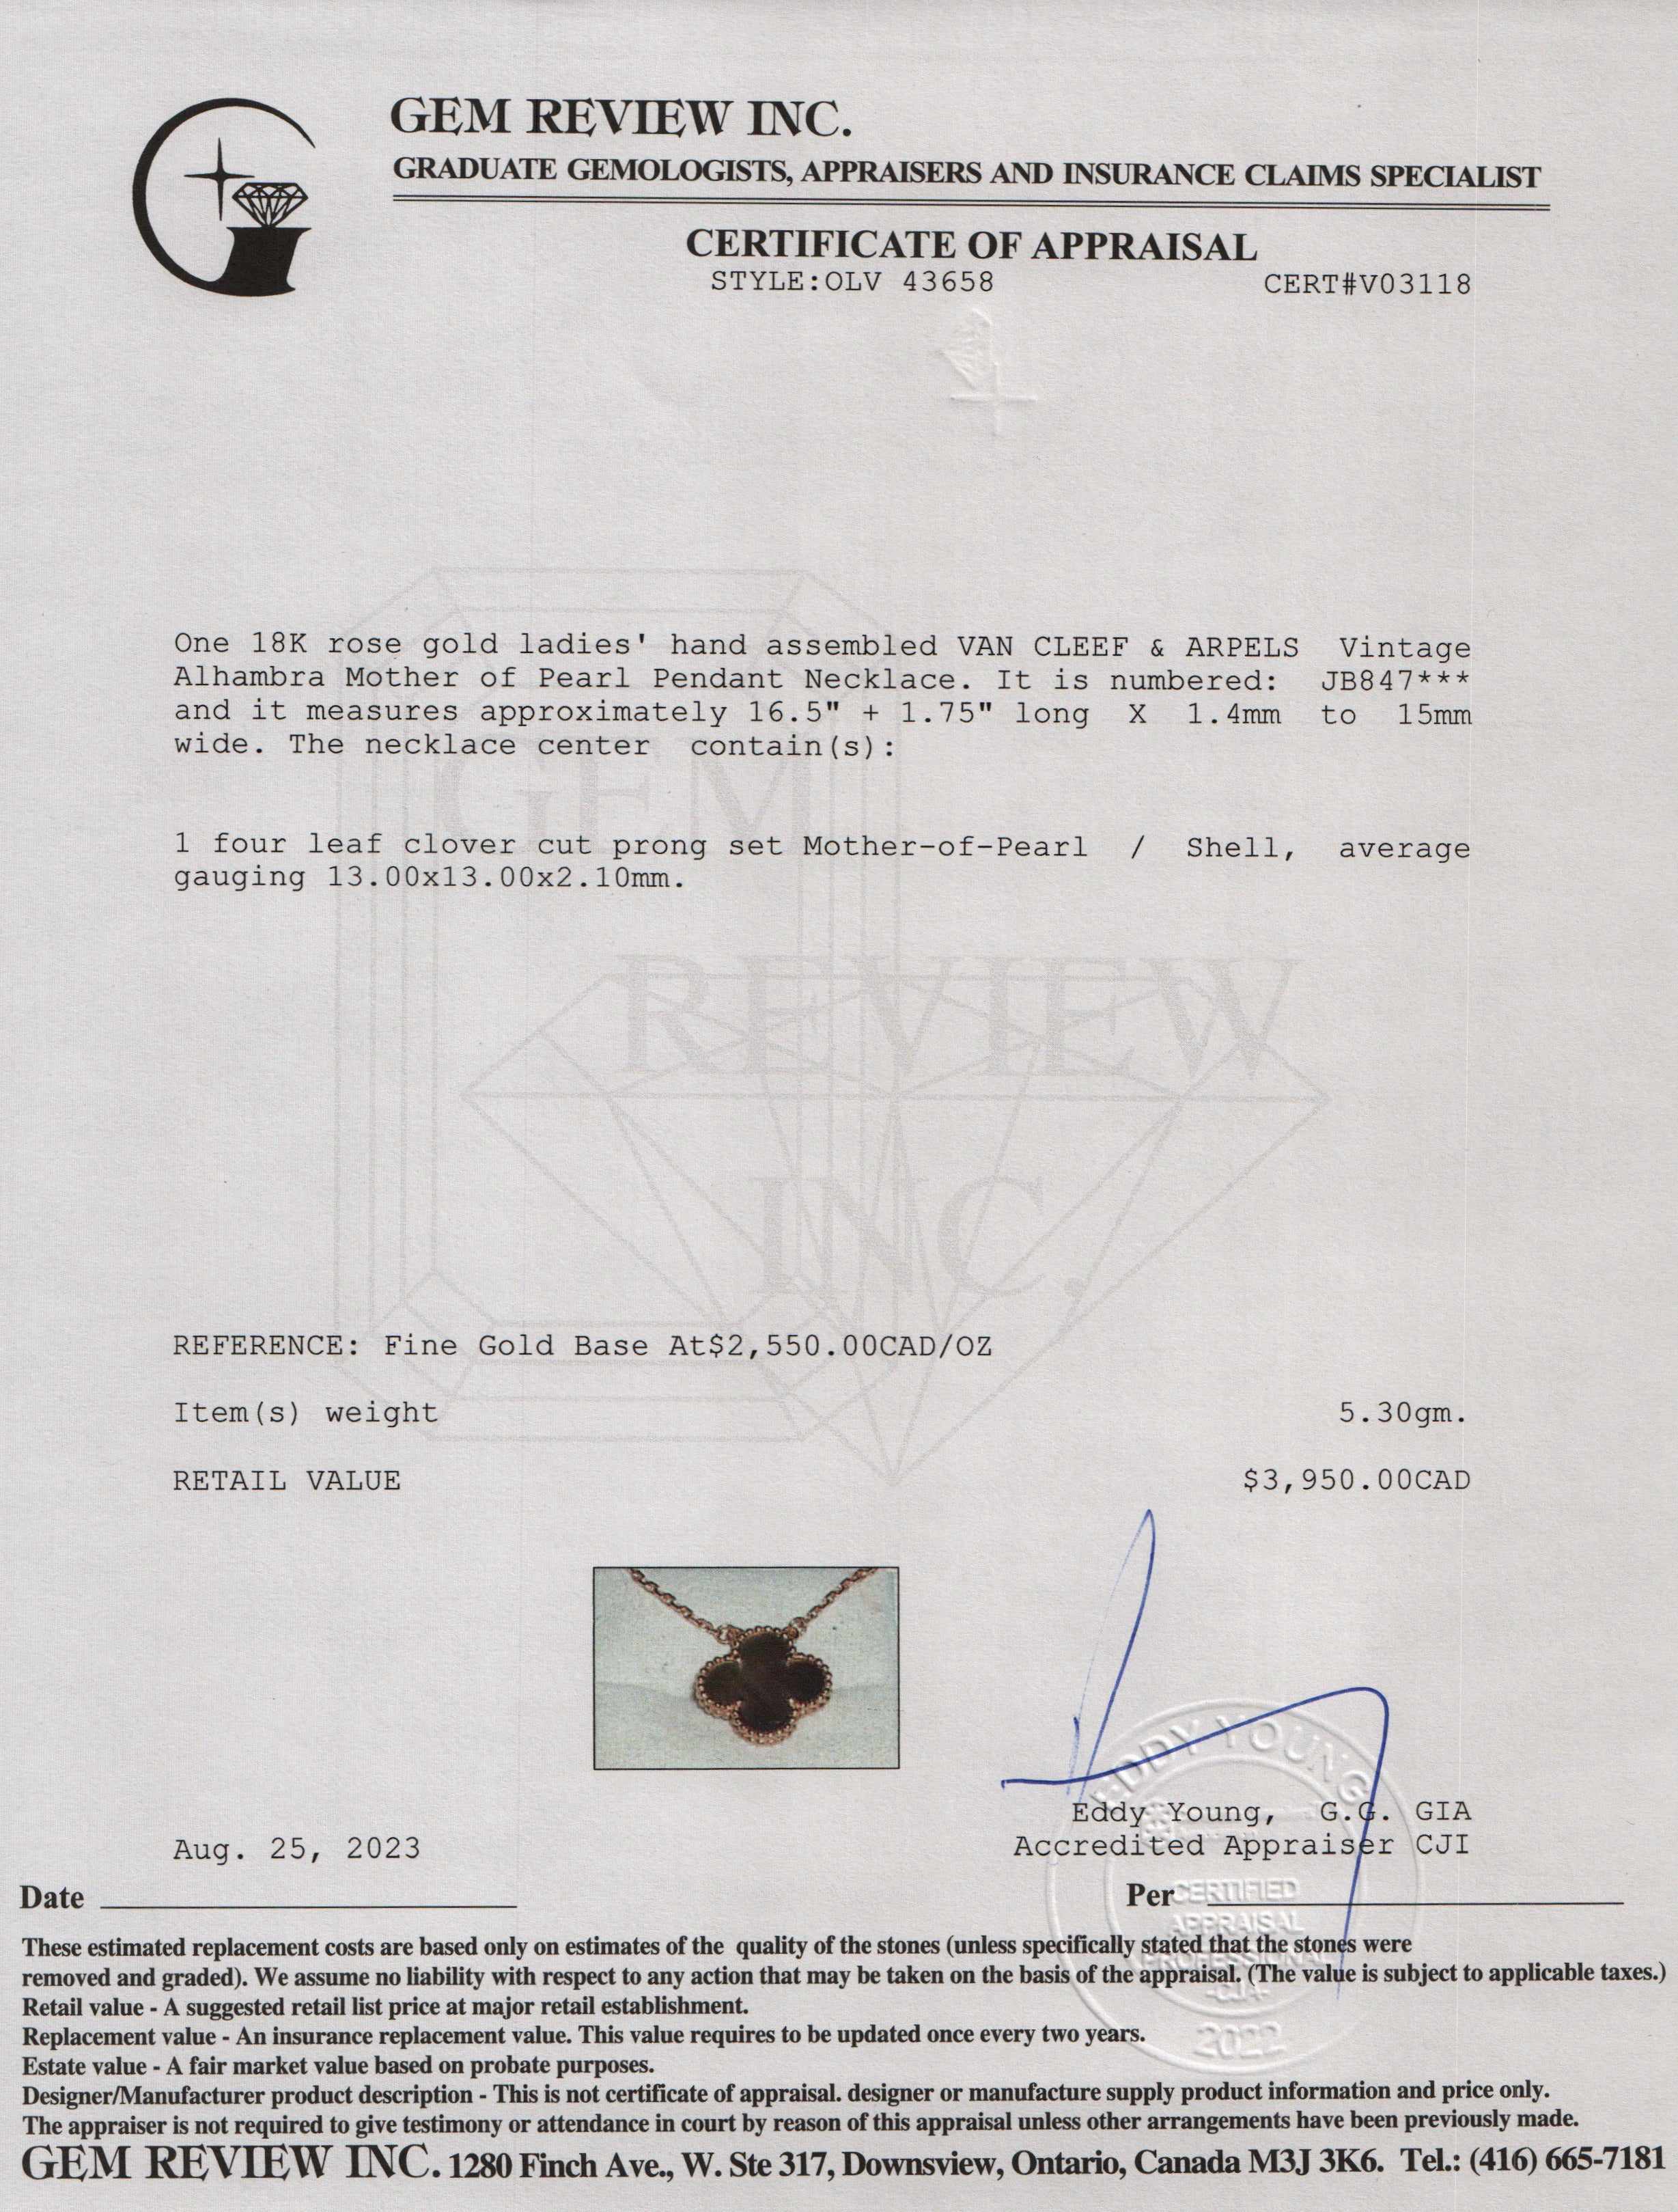 GEM REVIEW INC.
GRADUATE GEMOLOGISTS, APPRAISERS AND INSURANCE CLAIMS SPECIALIST
CERTIFICATE OF APPRAISAL
STYLE:OLV 43658 CERT#V03118
One 18K rose gold ladies' hand assembled VAN CLEEF & ARPELS Vintage
Alhambra Mother of Pearl Pendant Necklace. It is numbered: JB847***
and it measures approximately 16.5" + 1.75" long X 1.4mm to 15mm
wide. The necklace center contain(s):
GEM
1 four leaf clover cut prong set Mother-of-Pearl / Shell, average
gauging 13.00x13.00x2.10mm.
REVIEW
INC.
REFERENCE: Fine Gold Base At$2,550.00CAD/OZ
Item(s) weight 5.30gm.
RETAIL VALUE $3,950.00CAD
EDDY YOUNG
Eddy Young, G.G. GIA
Accredited Appraiser CJI
Aug. 25, 2023
Date
Per
CERTIFIED
APPRAISAL
PROFESSIONAL
2022
These estimated replacement costs are based only on estimates of the quality of the stones (unless specifically stated that the stones were
removed and graded). We assume no liability with respect to any action that may be taken on the basis of the appraisal. (The value is subject to applicable taxes.)
Retail value - A suggested retail list price at major retail establishment.
Replacement value - An insurance replacement value. This value requires to be updated once every two years.
Estate value - A fair market value based on probate purposes.
Designer/Manufacturer product description - This is not certificate of appraisal. designer or manufacture supply product information and price only.
The appraiser is not required to give testimony or attendance in court by reason of this appraisal unless other arrangements have been previously made.
GEM REVIEW INC. 1280 Finch Ave., W. Ste 317, Downsview, Ontario, Canada M3J 3K6. Tel.: (416) 665-7181